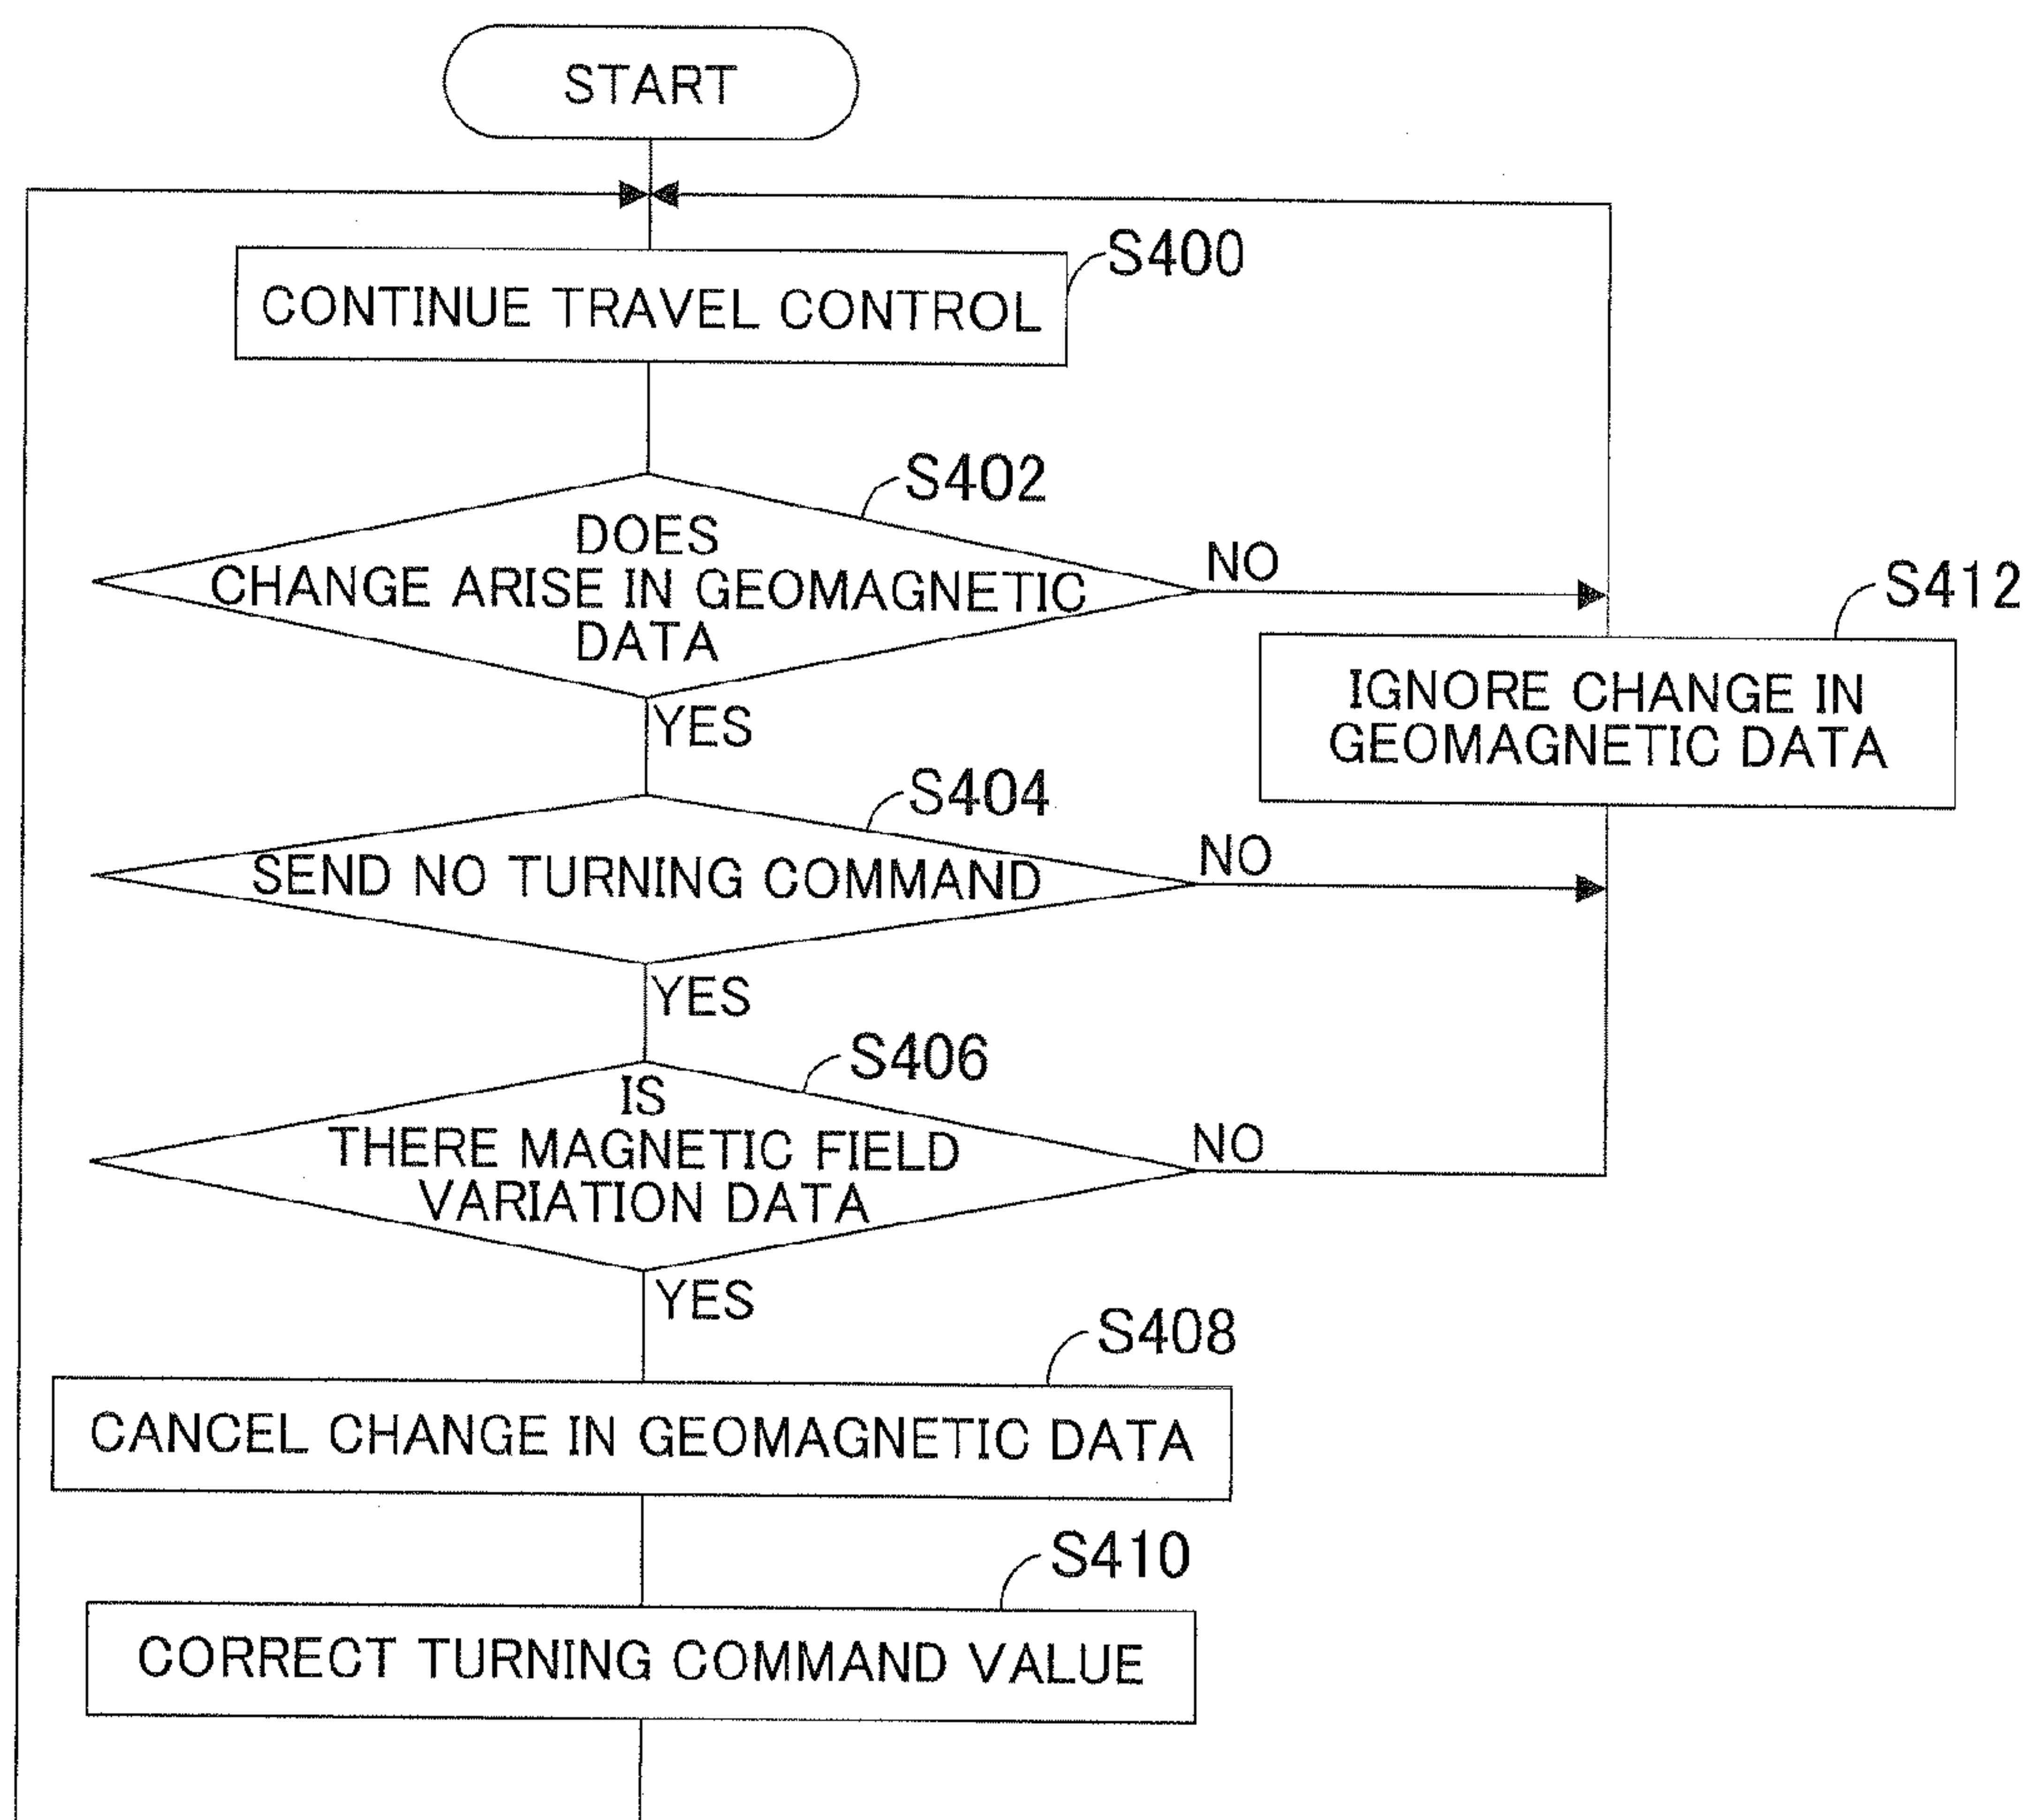 START
S400
CONTINUE TRAVEL CONTROL
S402
DOES
CHANGE ARISE IN GEOMAGNETIC
DATA
NO
YES
S412
IGNORE CHANGE IN
GEOMAGNETIC DATA
S404
SEND NO TURNING COMMAND
NO
YES
S406
IS
THERE MAGNETIC FIELD
VARIATION DATA
NO
YES
S408
CANCEL CHANGE IN GEOMAGNETIC DATA
S410
CORRECT TURNING COMMAND VALUE